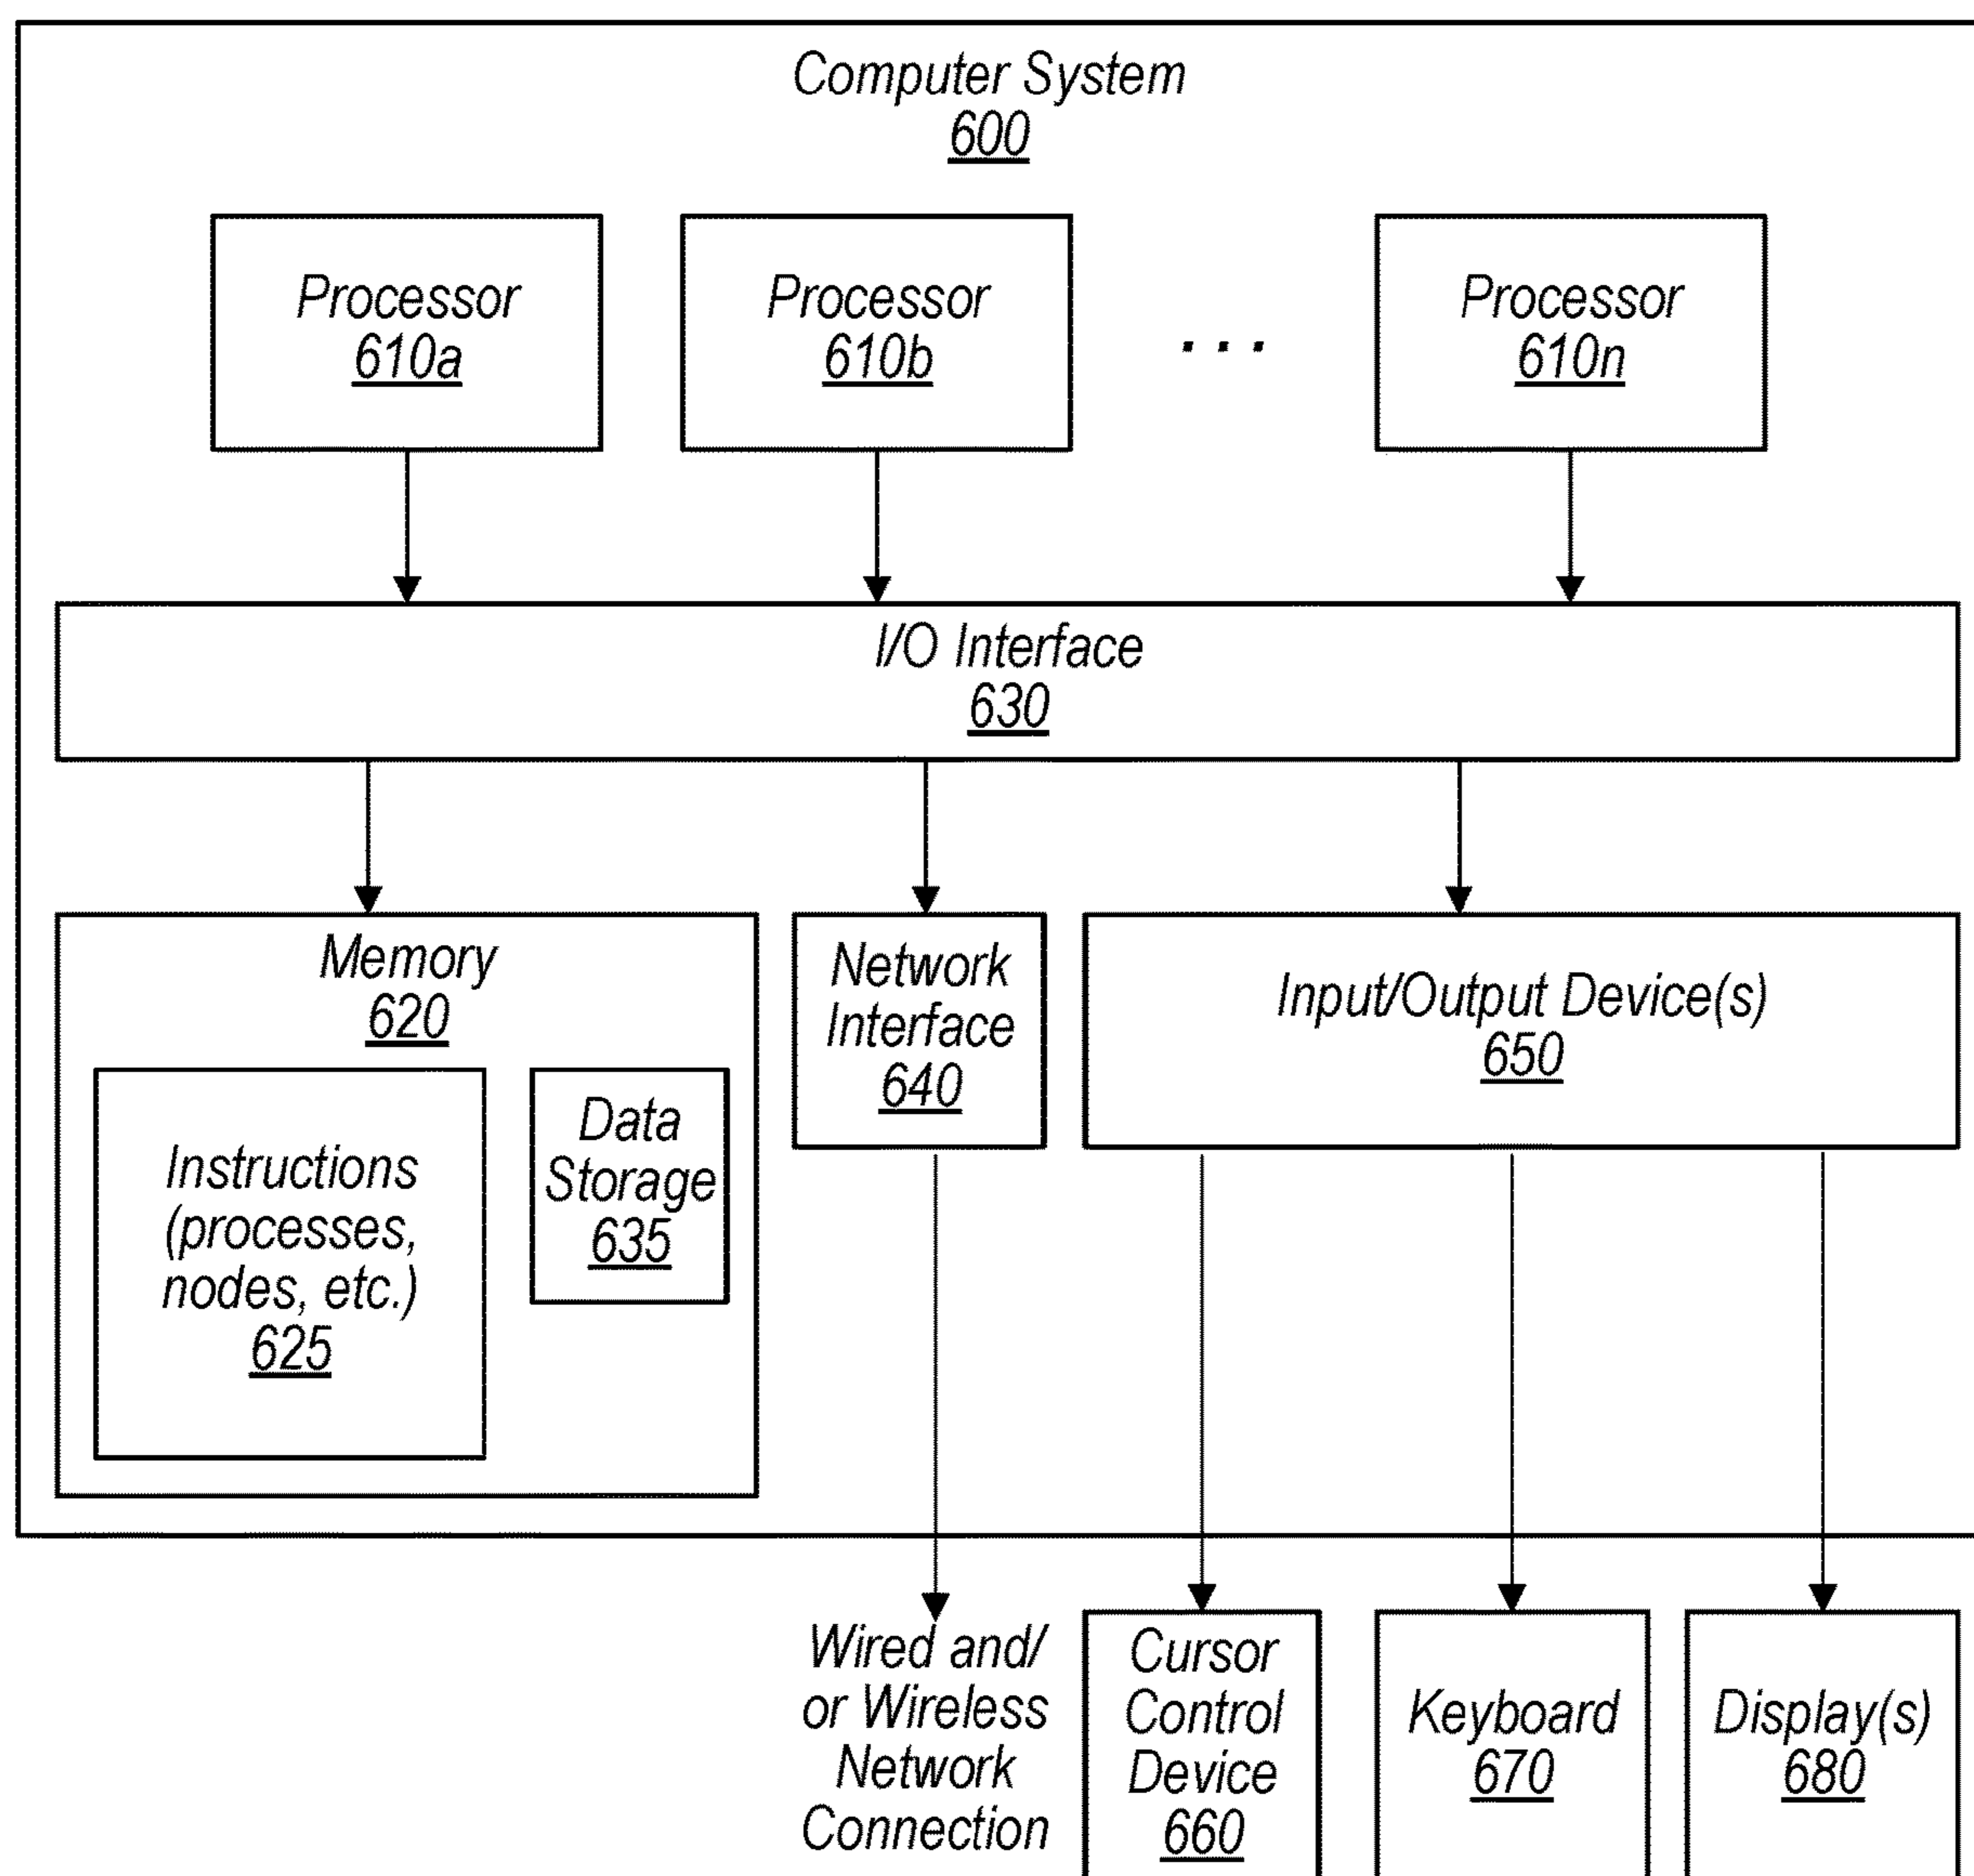 Computer System
600
Processor
610a
Processor
610b
. . .
Processor
610n
I/O Interface
630
Memory
620
Instructions
(processes,
nodes, etc.)
625
Data
Storage
635
Network
Interface
640
Input/Output Device(s)
650
Wired and/
or Wireless
Network
Connection
Cursor
Control
Device
660
Keyboard
670
Display(s)
680